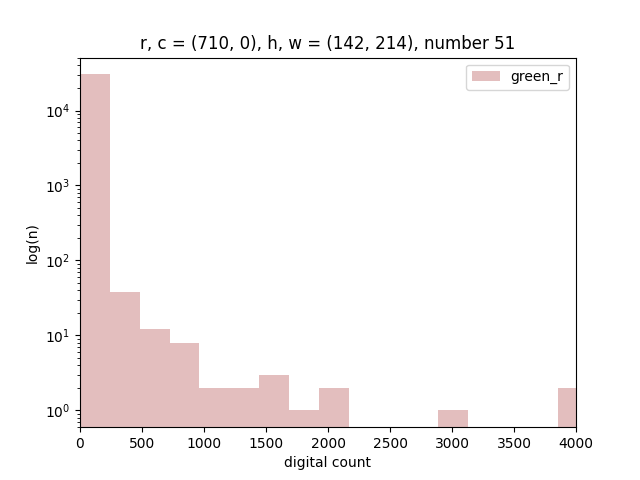 r, c = (710, 0), h, w = (142, 214), number 51
green_r
10⁴
10³
10²
10¹
10⁰
log(n)
0 500 1000 1500 2000 2500 3000 3500 4000
digital count